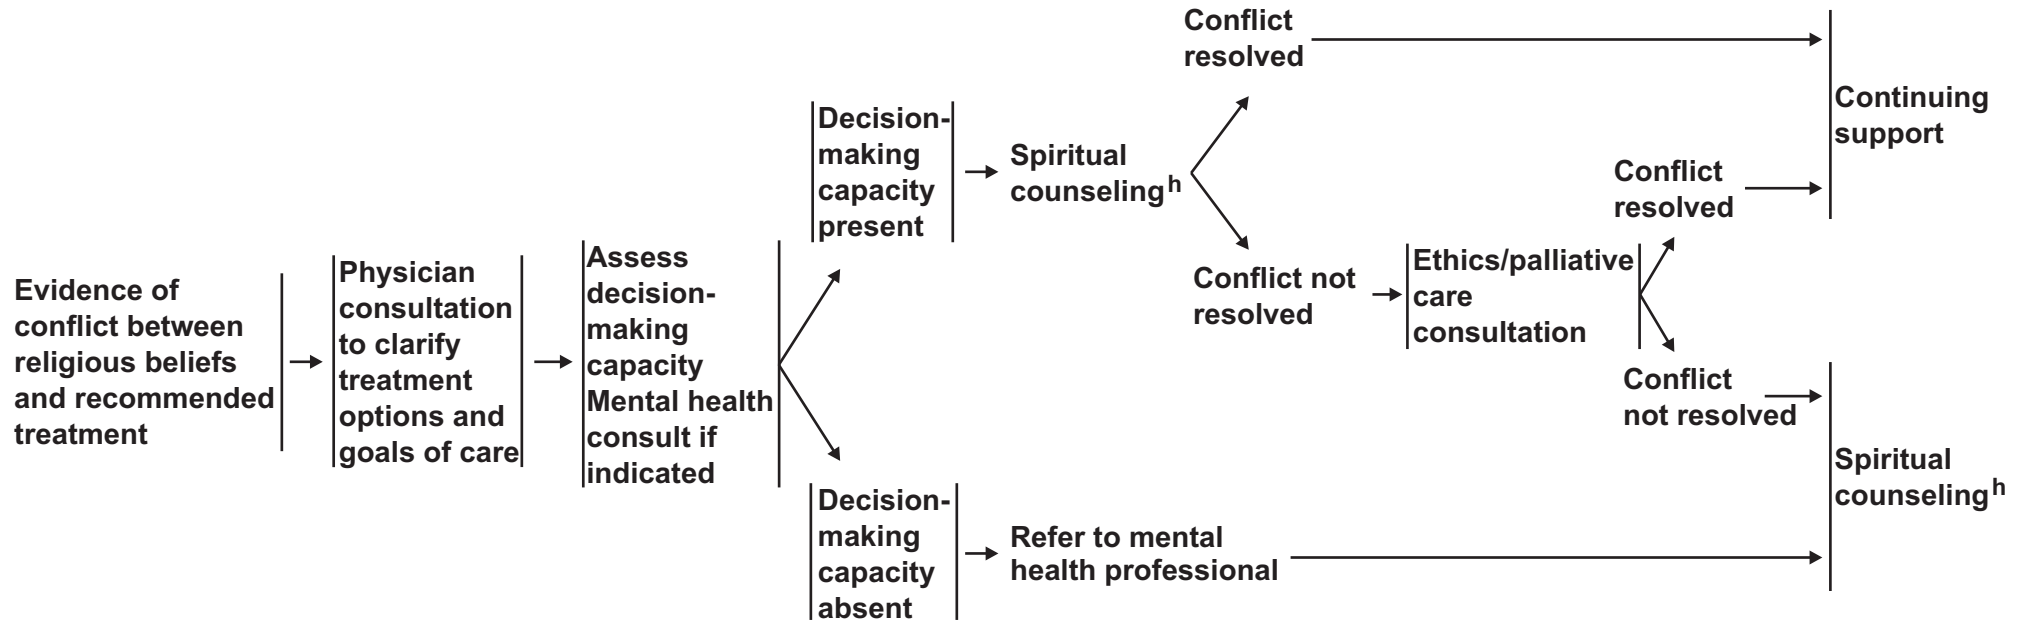 Evidence of
conflict between
religious beliefs
and recommended
treatment
Physician
consultation
to clarify
treatment
options and
goals of care
Assess
decision-
making
capacity
Mental health
consult if
indicated
Decision-
making
capacity
present
Spiritual
counselingʰ
Conflict
resolved
Continuing
support
Conflict not
resolved
Ethics/palliative
care
consultation
Conflict
resolved
Conflict
not resolved
Decision-
making
capacity
absent
Refer to mental
health professional
Spiritual
counselingʰ